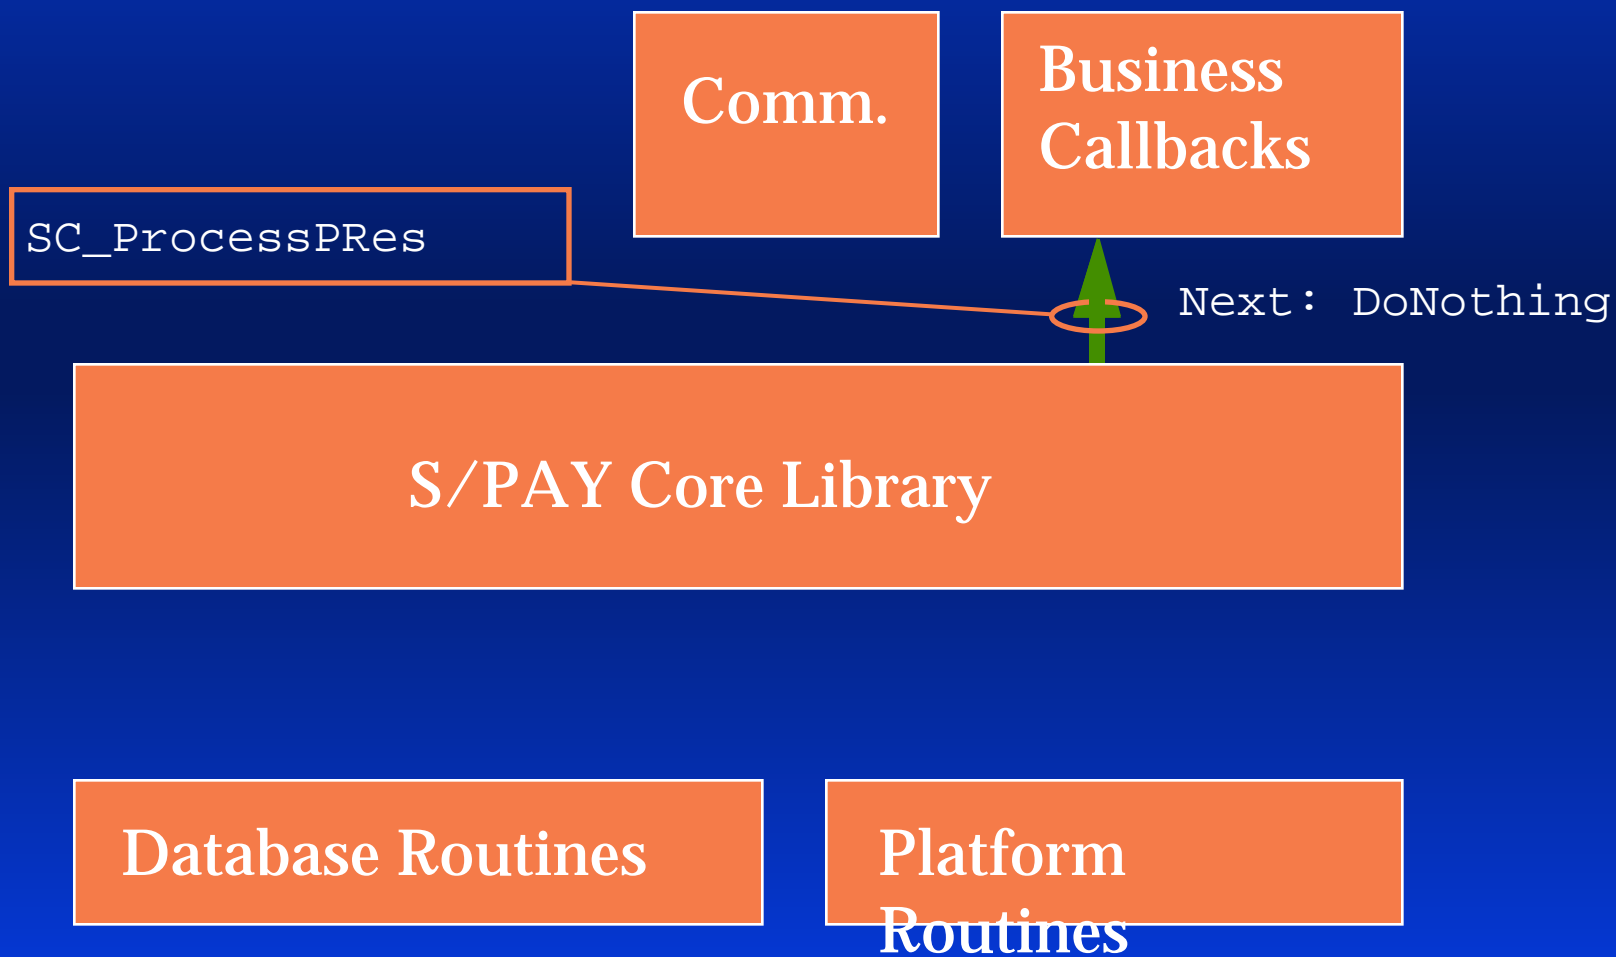 Comm.
Business
Callbacks
SC_ProcessPRes
Next: DoNothing
S/PAY Core Library
Database Routines
Platform
Routines